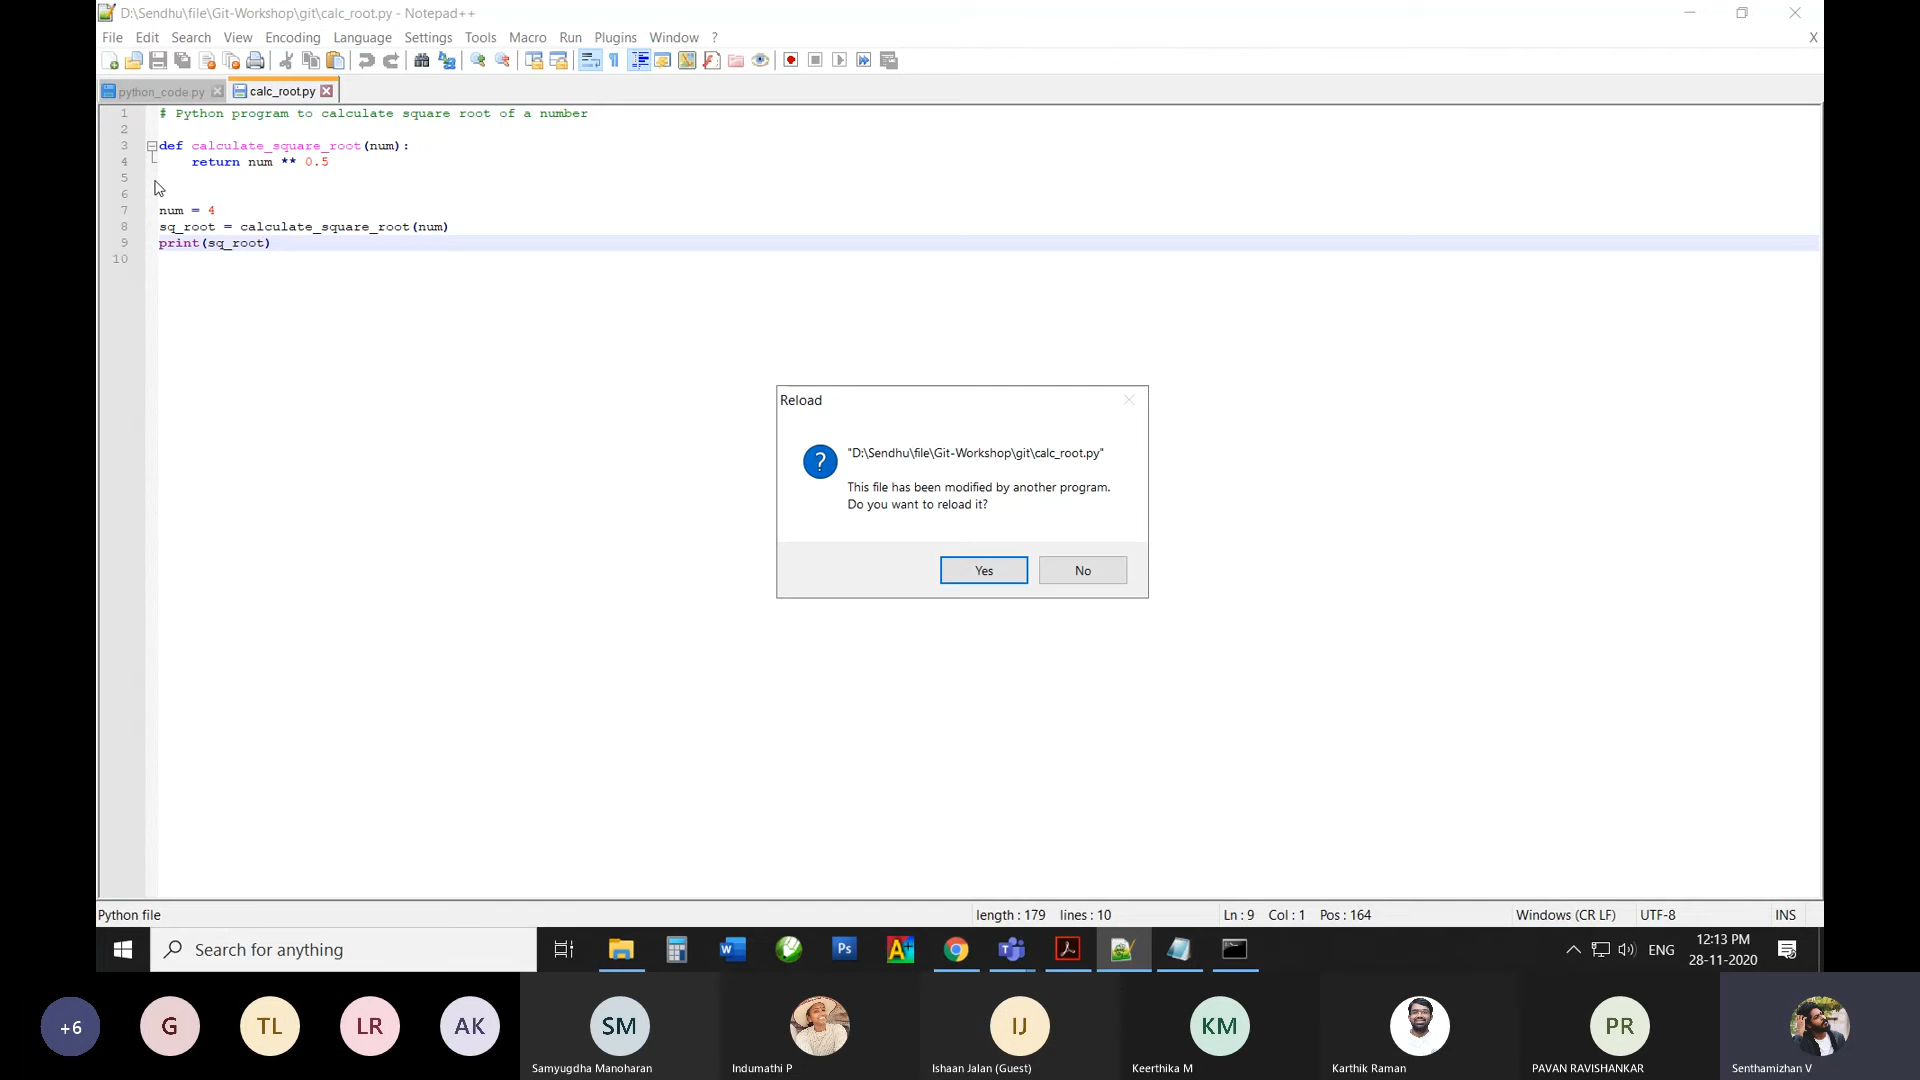 D:\Sendhu\file\Git-Workshop\git\calc_root.py - Notepad++
File Edit Search View Encoding Language Settings Tools Macro Run Plugins Window ? X
python_code.py calc_root.py
1 # Python program to calculate square root of a number
2
3 def calculate_square_root(num):
4 return num ** 0.5
5
6
7 num = 4
8 sq_root = calculate_square_root(num)
9 print(sq_root)
10
Reload
"D:\Sendhu\file\Git-Workshop\git\calc_root.py"
This file has been modified by another program.
Do you want to reload it?
Yes No
Python file length : 179 lines : 10 Ln : 9 Col : 1 Pos : 164 Windows (CR LF) UTF-8 INS
Search for anything ENG
12:13 PM
28-11-2020
+6 G TL LR AK SM IJ KM PR
Samyugdha Manoharan Indumathi P Ishaan Jalan (Guest) Keerthika M Karthik Raman PAVAN RAVISHANKAR Senthamizhan V